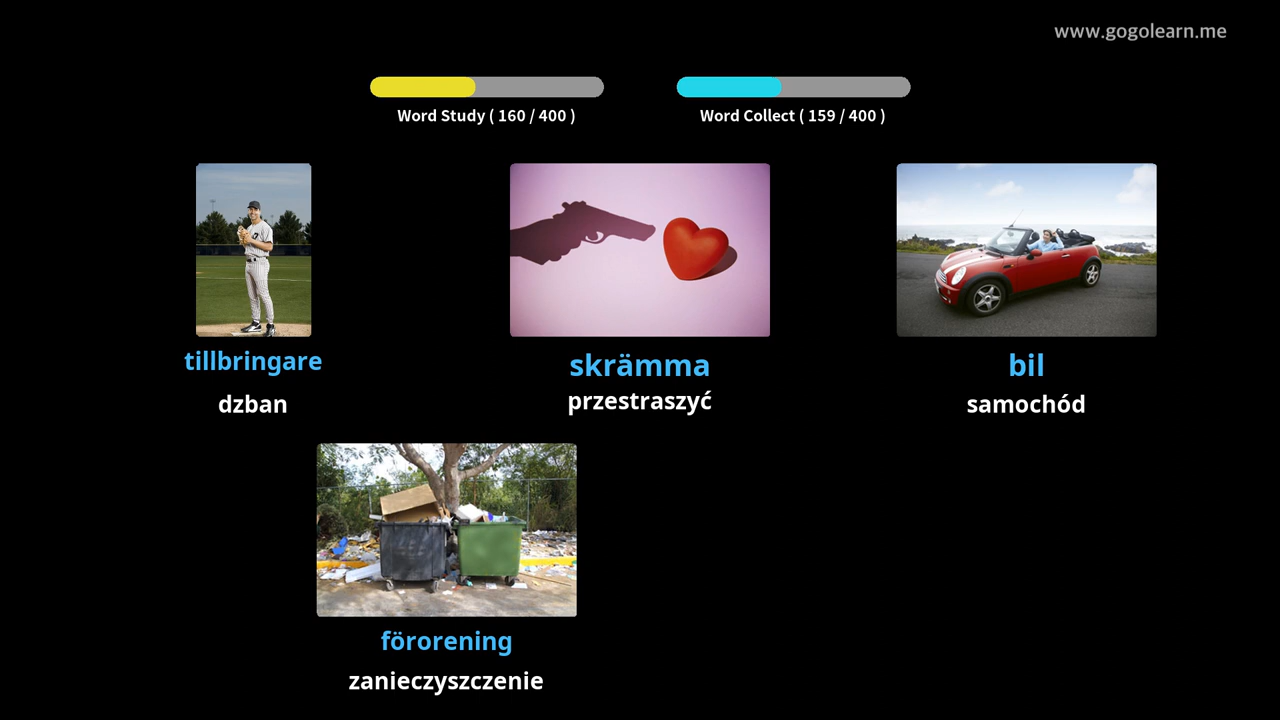 www.gogolearn.me
Word Study ( 160 / 400 )
Word Collect ( 159 / 400 )
tillbringare
dzban
skrämma
przestraszyć
bil
samochód
förorening
zanieczyszczenie